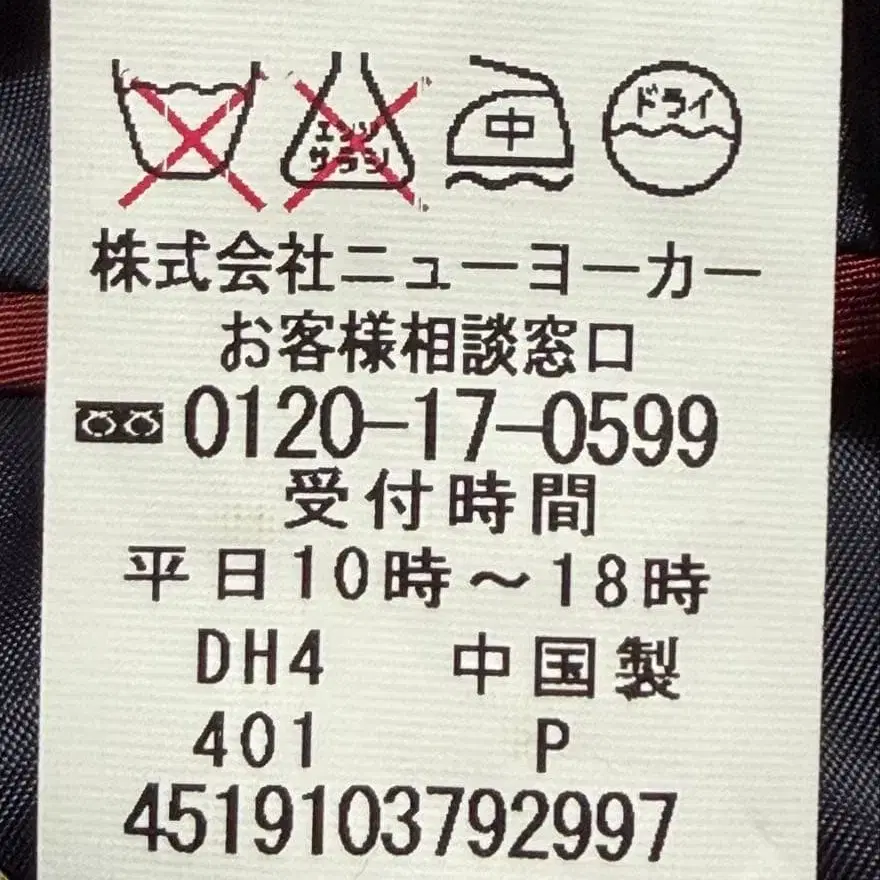 エンソ
サラシ
中
ドライ
株式会社ニューヨーカー
お客様相談窓口
0120-17-0599
受付時間
平日10時～18時
DH4 中国製
401 P
4519103792997